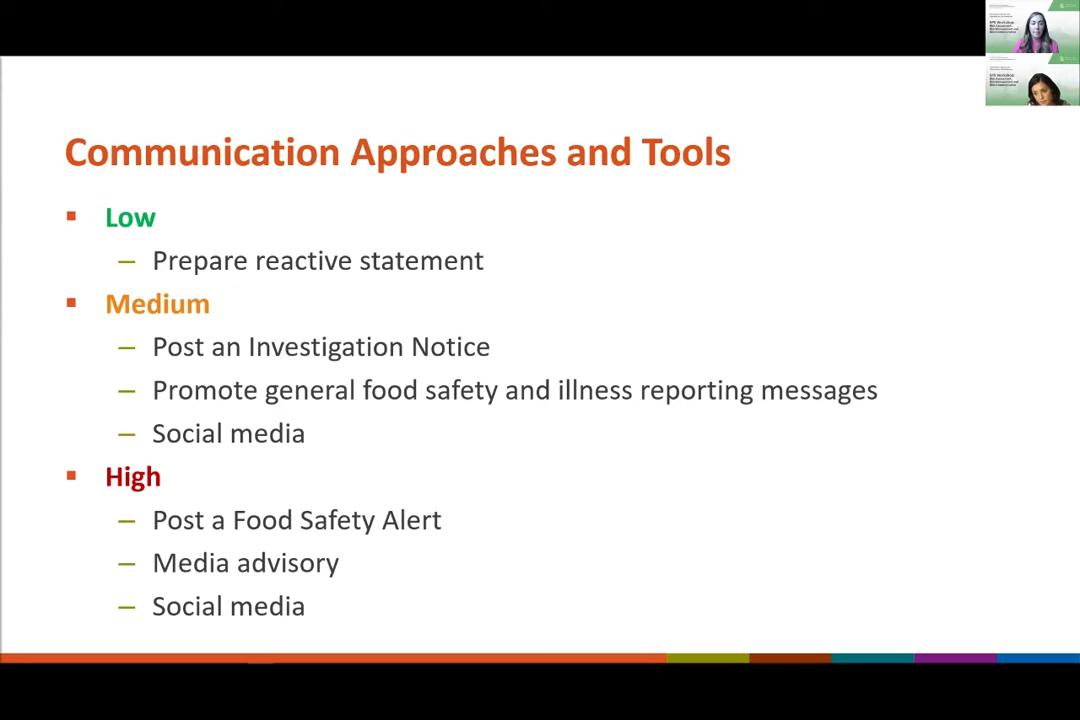 Communication Approaches and Tools
Low
– Prepare reactive statement
Medium
– Post an Investigation Notice
– Promote general food safety and illness reporting messages
– Social media
High
– Post a Food Safety Alert
– Media advisory
– Social media